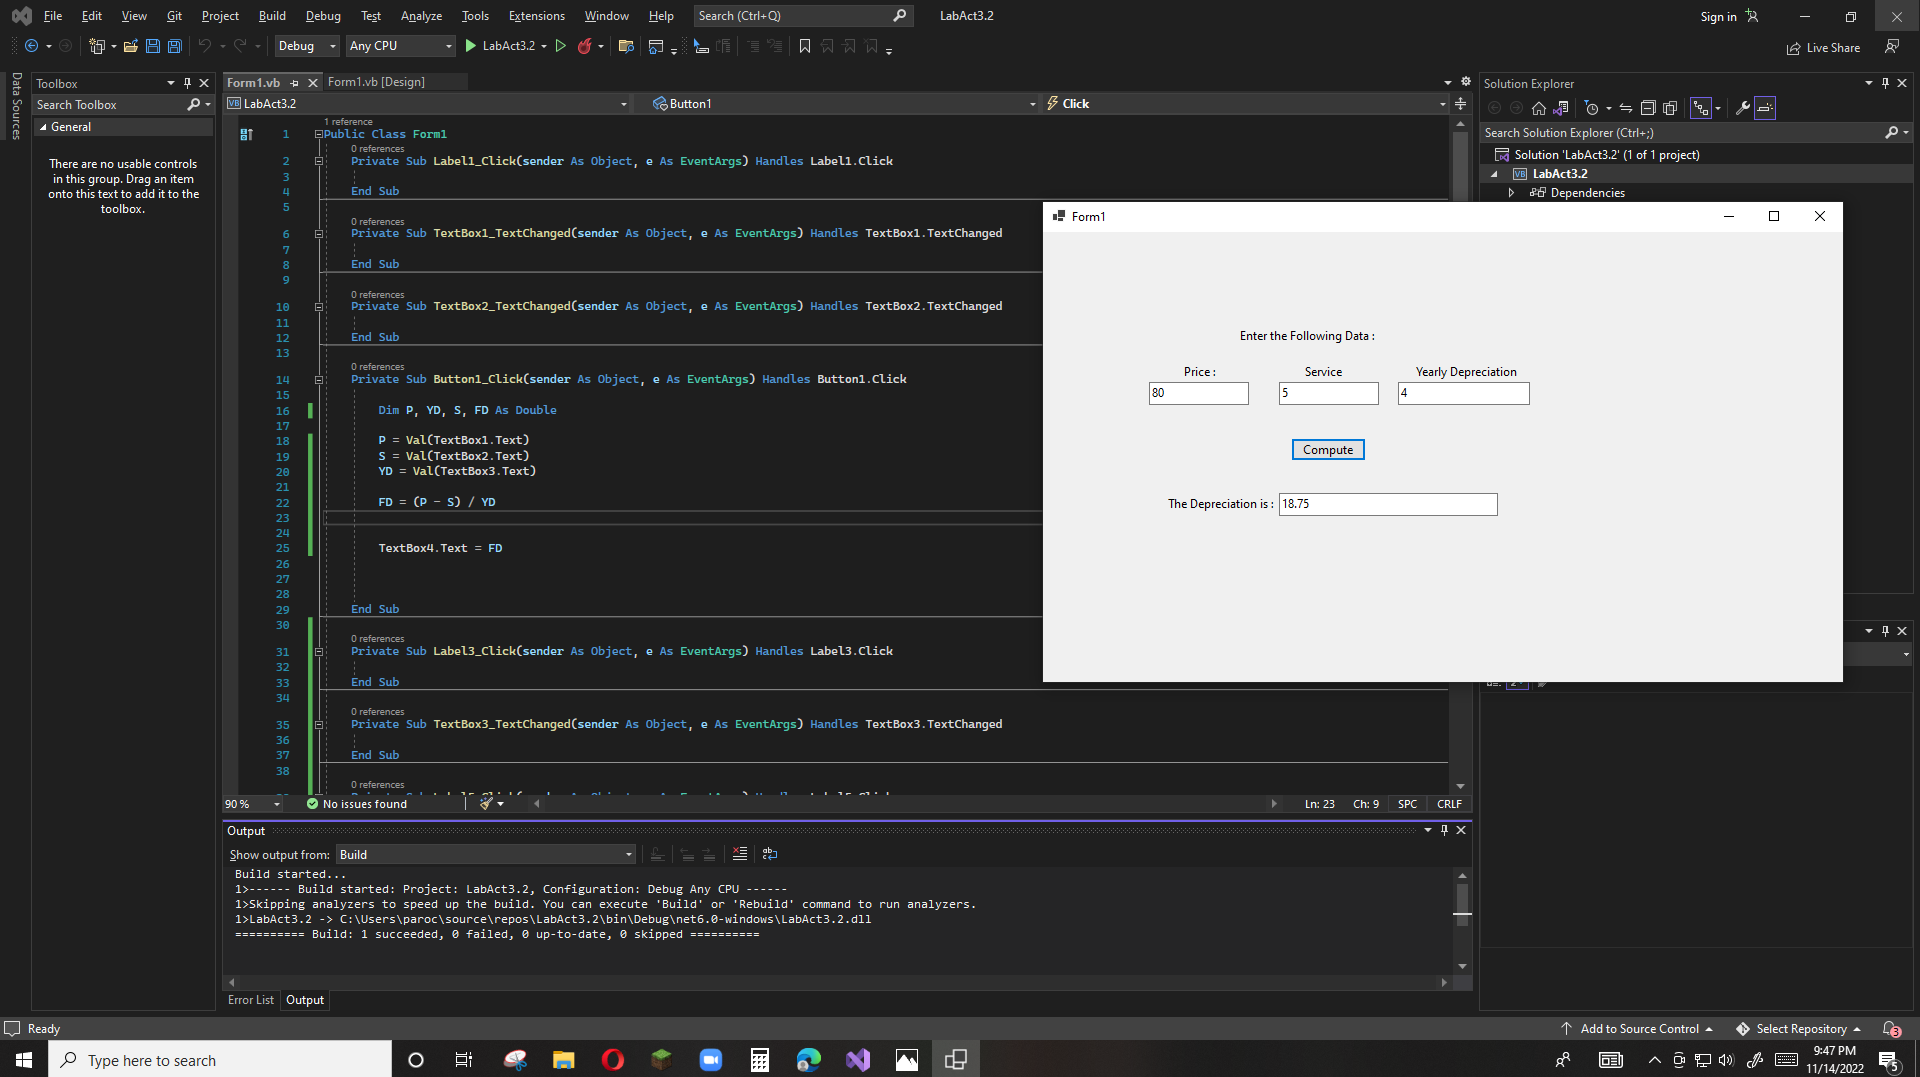 File Edit View Git Project Build Debug Test Analyze Tools Extensions Window Help Search (Ctrl+Q) LabAct3.2 Sign in
Debug Any CPU LabAct3.2 Live Share
Data Sources
Toolbox
Search Toolbox
General
There are no usable controls
in this group. Drag an item
onto this text to add it to the
toolbox.
Form1.vb Form1.vb [Design]
VB LabAct3.2 Button1 Click
1 reference
1 Public Class Form1
0 references
2 Private Sub Label1_Click(sender As Object, e As EventArgs) Handles Label1.Click
3
4 End Sub
5
0 references
6 Private Sub TextBox1_TextChanged(sender As Object, e As EventArgs) Handles TextBox1.TextChanged
7
8 End Sub
9
0 references
10 Private Sub TextBox2_TextChanged(sender As Object, e As EventArgs) Handles TextBox2.TextChanged
11
12 End Sub
13
0 references
14 Private Sub Button1_Click(sender As Object, e As EventArgs) Handles Button1.Click
15
16 Dim P, YD, S, FD As Double
17
18 P = Val(TextBox1.Text)
19 S = Val(TextBox2.Text)
20 YD = Val(TextBox3.Text)
21
22 FD = (P - S) / YD
23
24
25 TextBox4.Text = FD
26
27
28
29 End Sub
30
0 references
31 Private Sub Label3_Click(sender As Object, e As EventArgs) Handles Label3.Click
32
33 End Sub
34
0 references
35 Private Sub TextBox3_TextChanged(sender As Object, e As EventArgs) Handles TextBox3.TextChanged
36
37 End Sub
38
0 references
90 % No issues found Ln: 23 Ch: 9 SPC CRLF
Output
Show output from: Build
Build started...
1>------ Build started: Project: LabAct3.2, Configuration: Debug Any CPU ------
1>Skipping analyzers to speed up the build. You can execute 'Build' or 'Rebuild' command to run analyzers.
1>LabAct3.2 -> C:\Users\paroc\source\repos\LabAct3.2\bin\Debug\net6.0-windows\LabAct3.2.dll
========== Build: 1 succeeded, 0 failed, 0 up-to-date, 0 skipped ==========
Error List Output
Solution Explorer
Search Solution Explorer (Ctrl+;)
Solution 'LabAct3.2' (1 of 1 project)
VB LabAct3.2
Dependencies
Form1
Enter the Following Data :
Price : Service Yearly Depreciation
80 5 4
Compute
The Depreciation is : 18.75
Ready Add to Source Control Select Repository 3
Type here to search 9:47 PM
11/14/2022 5